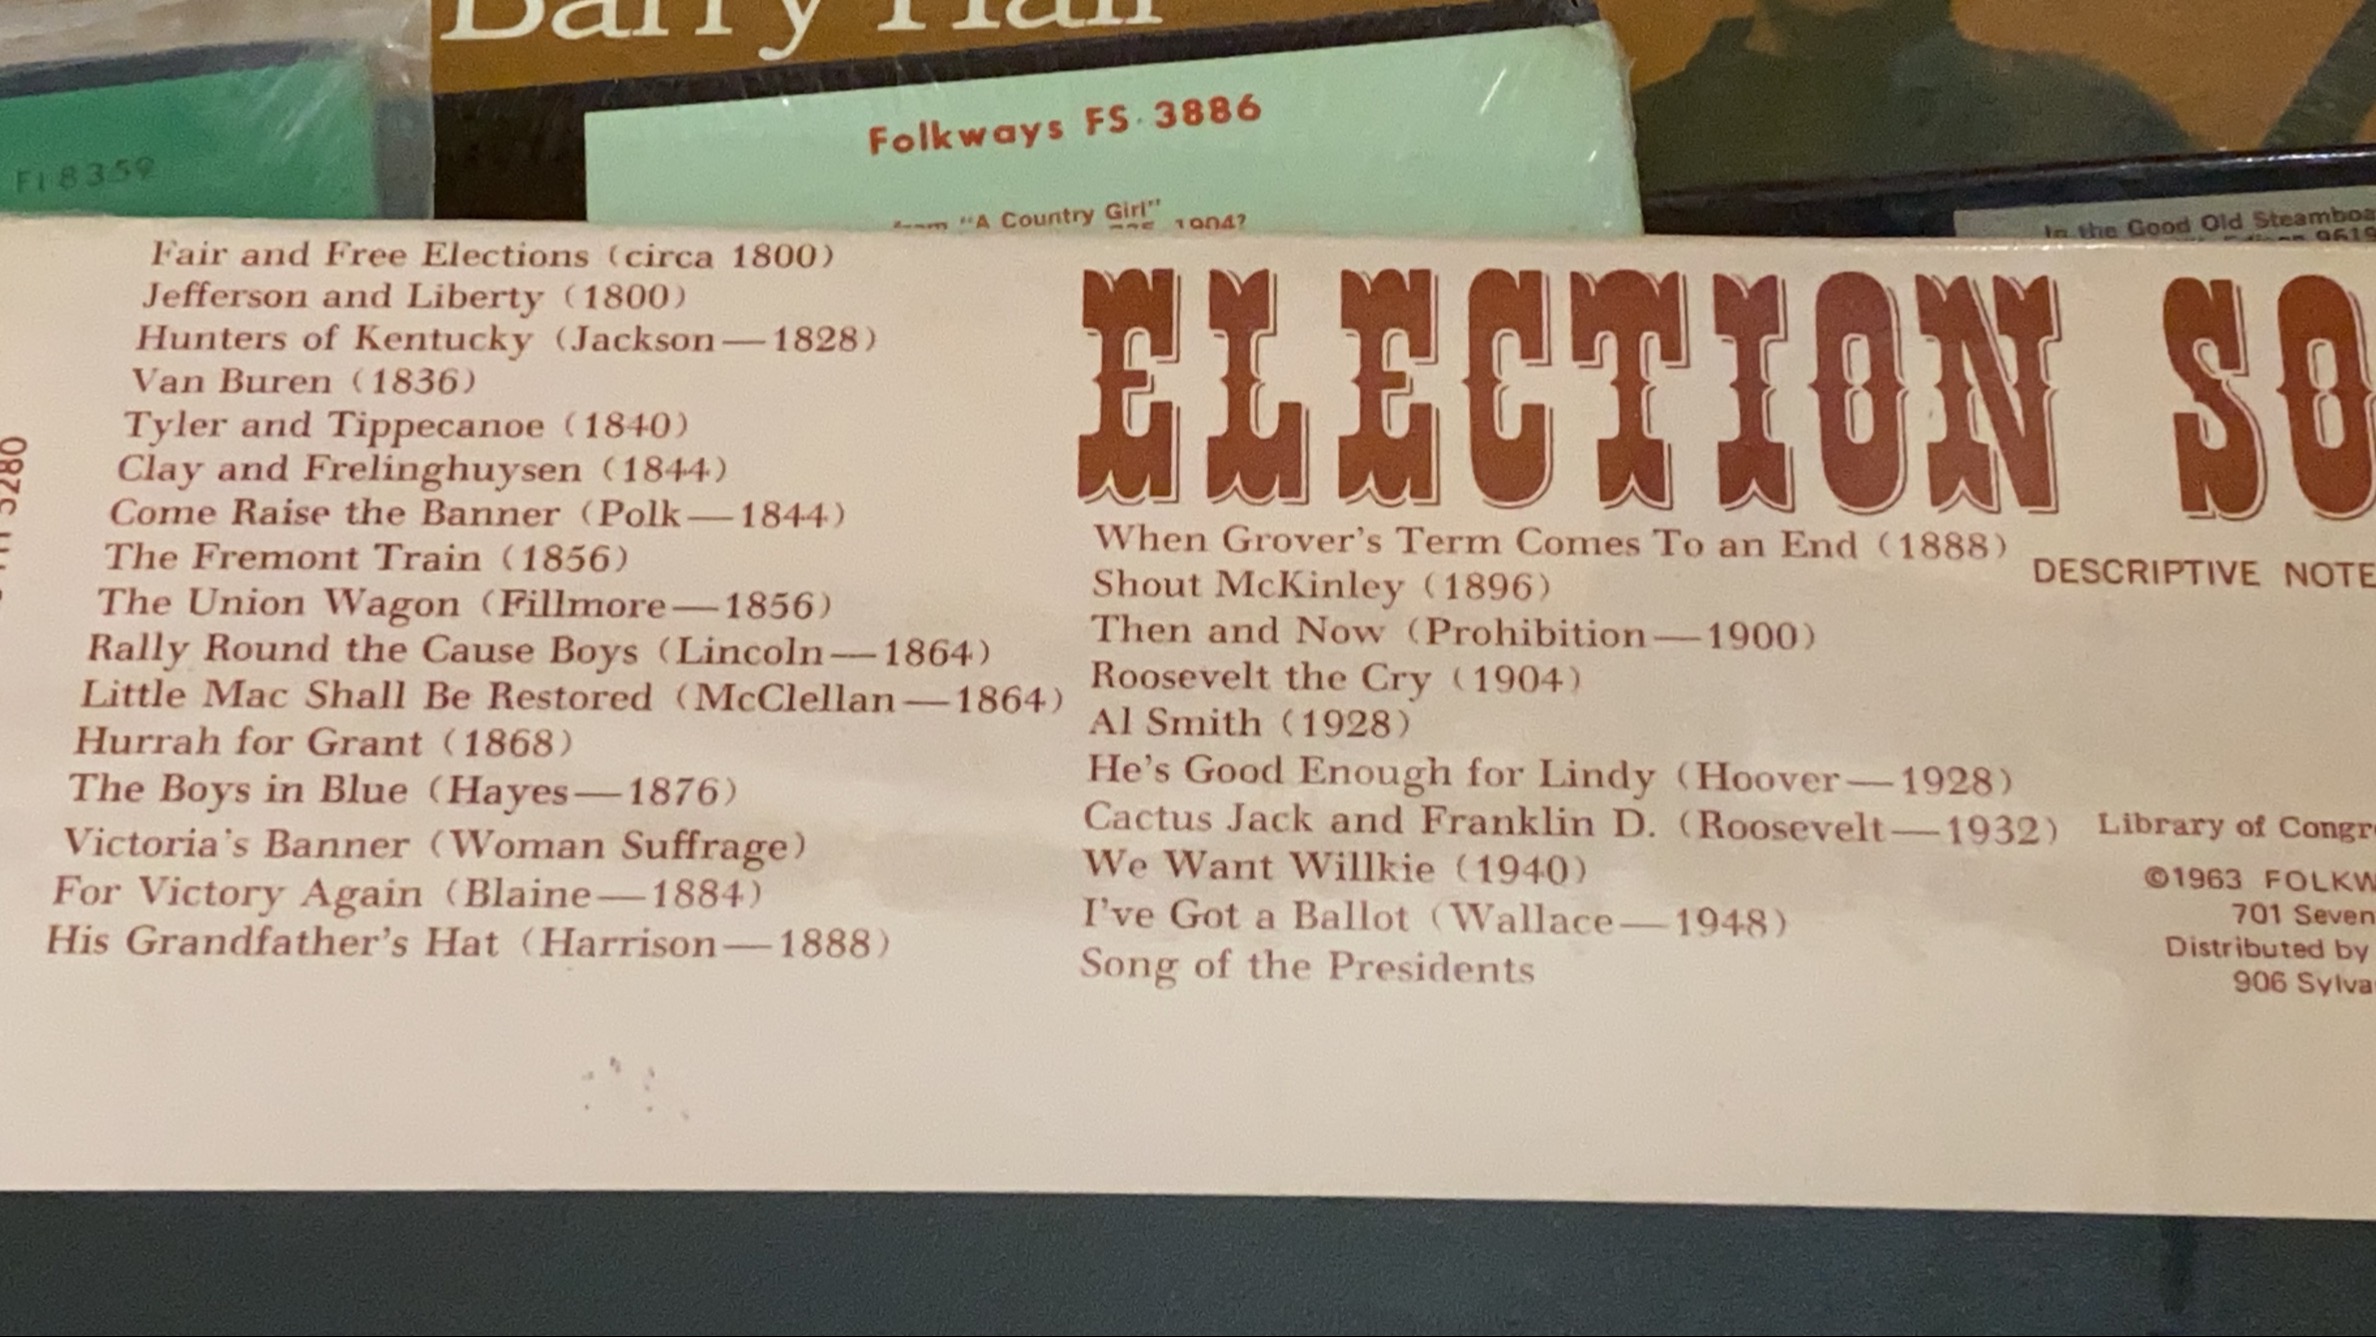 Barry Hall
Folkways FS 3886
FI 8359
from "A Country Girl"
1904?
In the Good Old Steamboa
9619
5280
Fair and Free Elections (circa 1800)
Jefferson and Liberty (1800)
Hunters of Kentucky (Jackson—1828)
Van Buren (1836)
Tyler and Tippecanoe (1840)
Clay and Frelinghuysen (1844)
Come Raise the Banner (Polk—1844)
The Fremont Train (1856)
The Union Wagon (Fillmore—1856)
Rally Round the Cause Boys (Lincoln—1864)
Little Mac Shall Be Restored (McClellan—1864)
Hurrah for Grant (1868)
The Boys in Blue (Hayes—1876)
Victoria's Banner (Woman Suffrage)
For Victory Again (Blaine—1884)
His Grandfather's Hat (Harrison—1888)
ELECTION SO
When Grover's Term Comes To an End (1888)
Shout McKinley (1896)
Then and Now (Prohibition—1900)
Roosevelt the Cry (1904)
Al Smith (1928)
He's Good Enough for Lindy (Hoover—1928)
Cactus Jack and Franklin D. (Roosevelt—1932)
We Want Willkie (1940)
I've Got a Ballot (Wallace—1948)
Song of the Presidents
DESCRIPTIVE NOTE
Library of Congr
©1963 FOLKW
701 Seven
Distributed by
906 Sylva